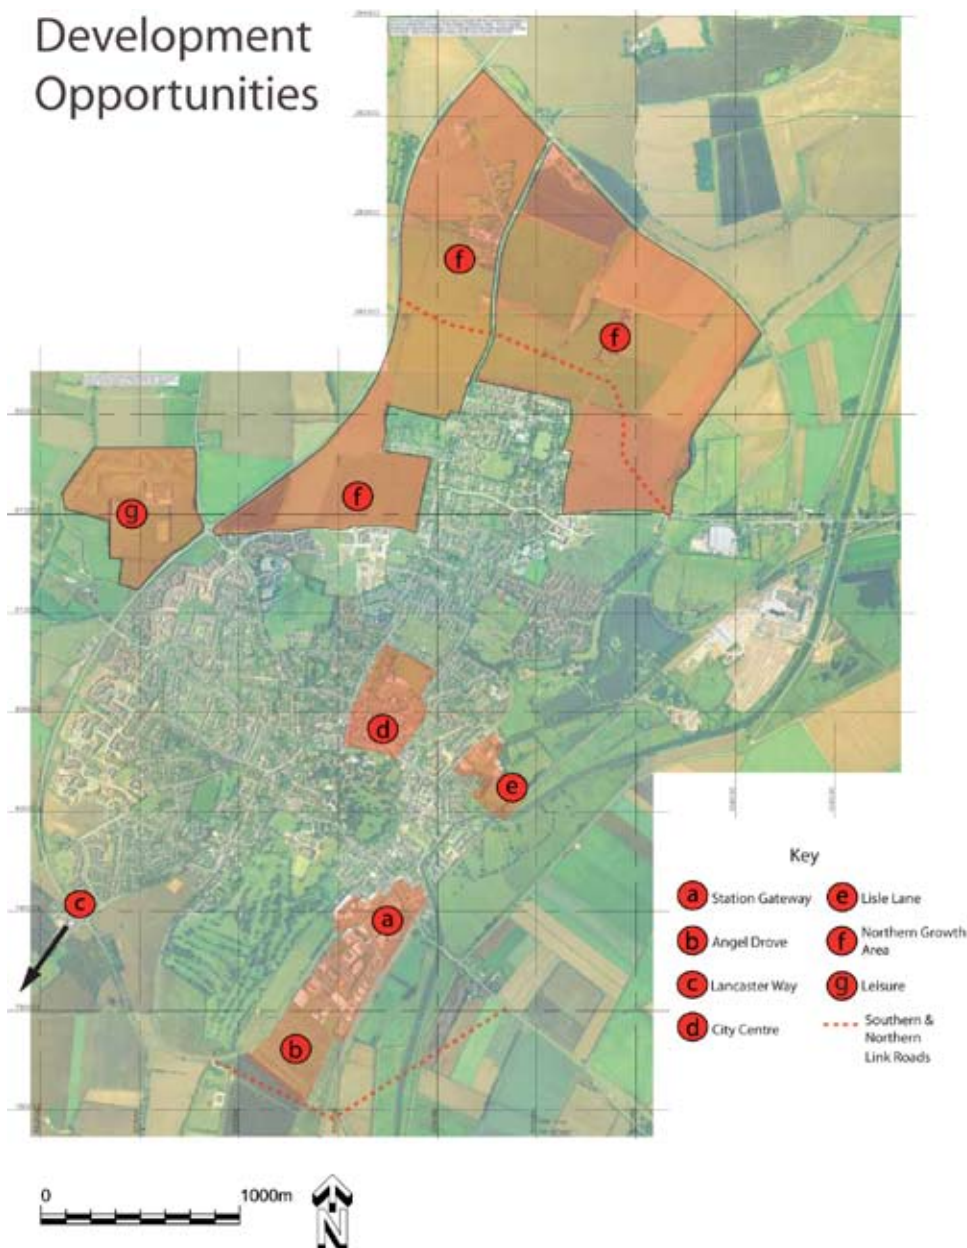 Development
Opportunities
f
f
f
g
d
e
c
a
b
Key
a Station Gateway
b Angel Drove
c Lancaster Way
d City Centre
e Lisle Lane
f Northern Growth
Area
g Leisure
Southern &
Northern
Link Roads
0 1000m
N